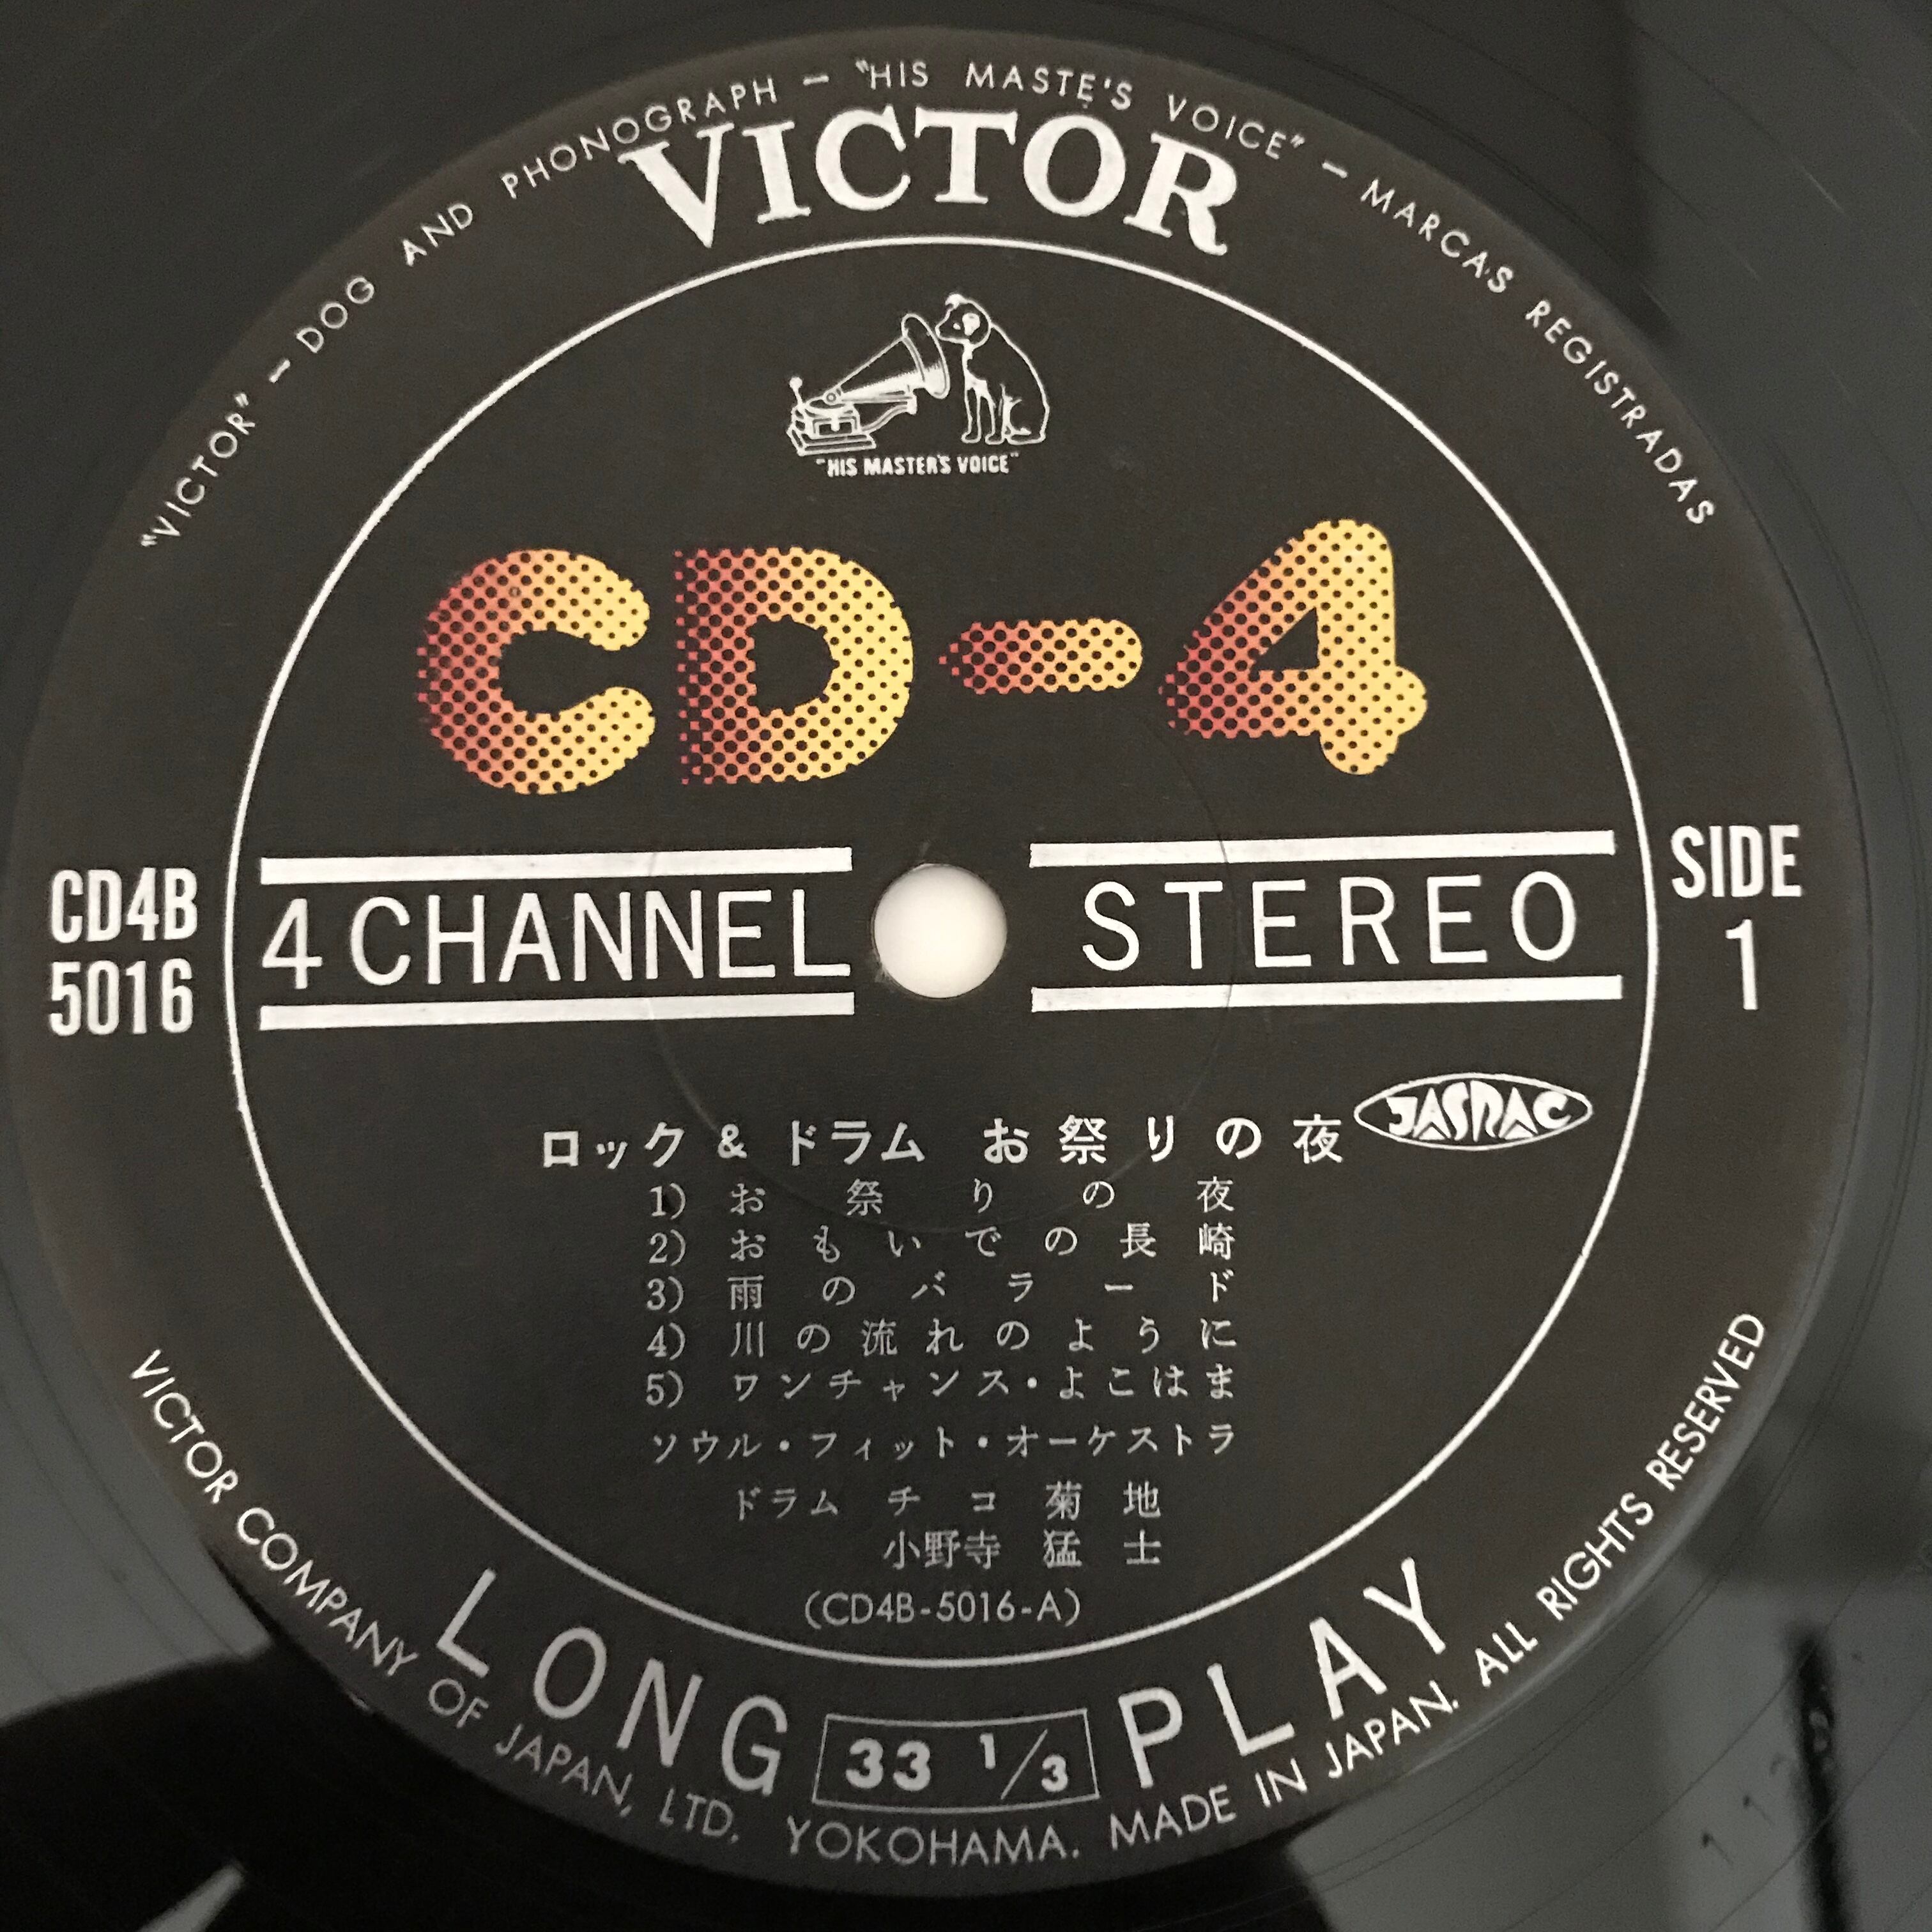 "VICTOR" – DOG AND PHONOGRAPH – "HIS MASTE'S VOICE" – MARCAS REGISTRADAS
VICTOR
"HIS MASTER'S VOICE"
CD-4
CD4B
5016
4 CHANNEL STEREO
SIDE
1
JASRAC
ロック & ドラム お祭りの夜
1) お祭りの夜
2) おもいでの長崎
3) 雨のバラード
4) 川の流れのように
5) ワンチャンス・よこはま
ソウル・フィット・オーケストラ
ドラム チコ 菊地
小野寺 猛士
(CD4B-5016-A)
LONG 33 1/3 PLAY
VICTOR COMPANY OF JAPAN, LTD. YOKOHAMA. MADE IN JAPAN. ALL RIGHTS RESERVED